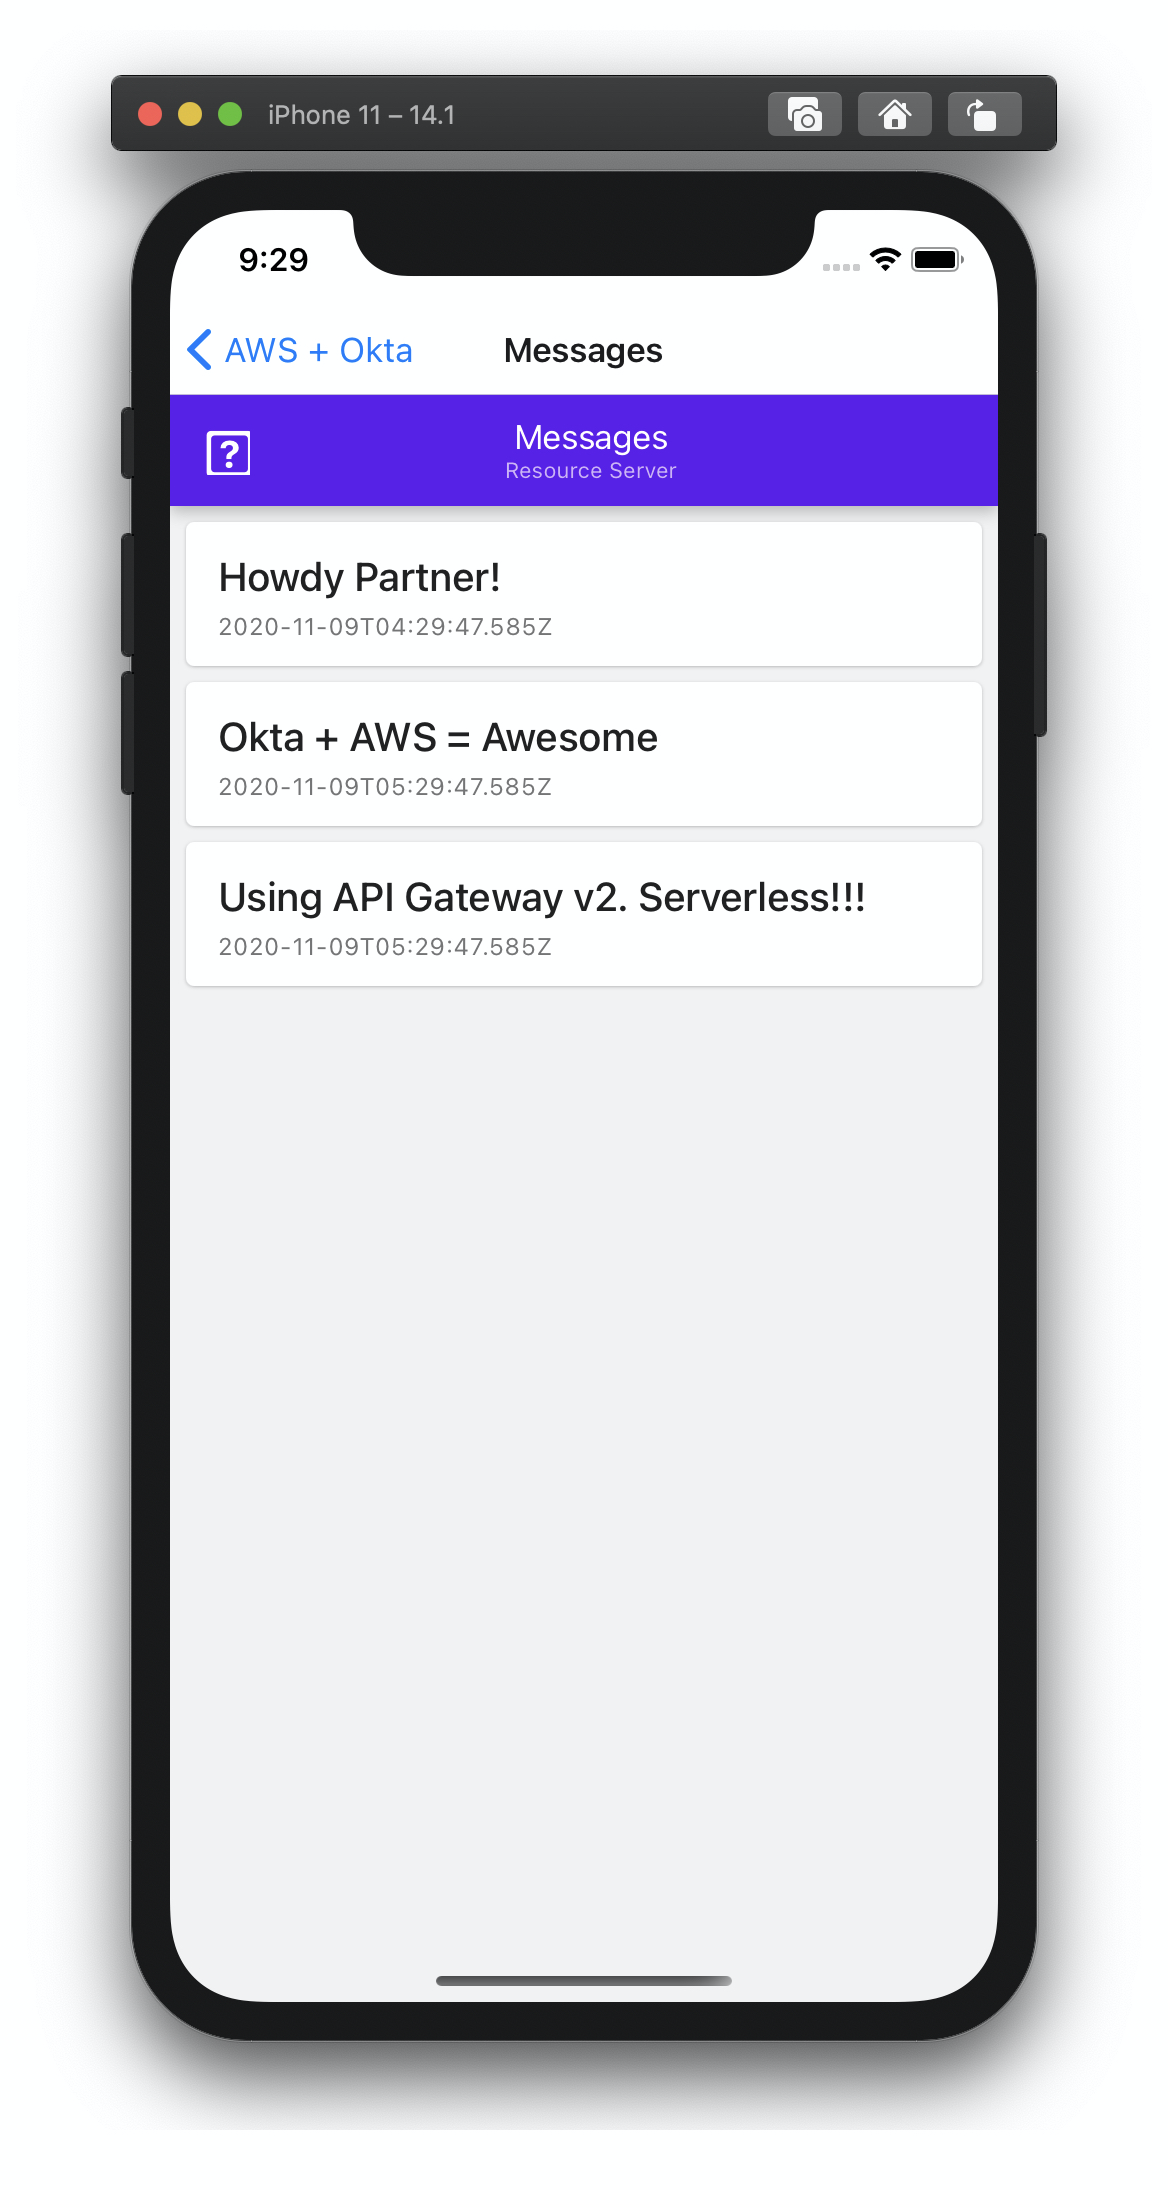 iPhone 11 – 14.1
9:29
AWS + Okta
Messages
?
Messages
Resource Server
Howdy Partner!
2020-11-09T04:29:47.585Z
Okta + AWS = Awesome
2020-11-09T05:29:47.585Z
Using API Gateway v2. Serverless!!!
2020-11-09T05:29:47.585Z